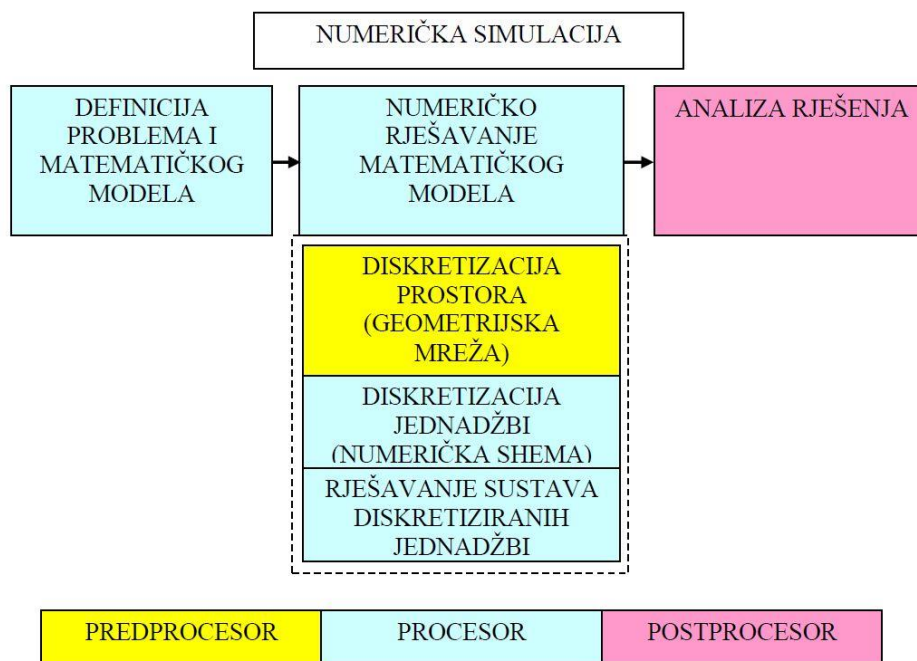 NUMERIČKA SIMULACIJA
DEFINICIJA
PROBLEMA I
MATEMATIČKOG
MODELA
NUMERIČKO
RJEŠAVANJE
MATEMATIČKOG
MODELA
ANALIZA RJEŠENJA
DISKRETIZACIJA
PROSTORA
(GEOMETRIJSKA
MREŽA)
DISKRETIZACIJA
JEDNADŽBI
(NUMERIČKA SHEMA)
RJEŠAVANJE SUSTAVA
DISKRETIZIRANIH
JEDNADŽBI
PREDPROCESOR
PROCESOR
POSTPROCESOR